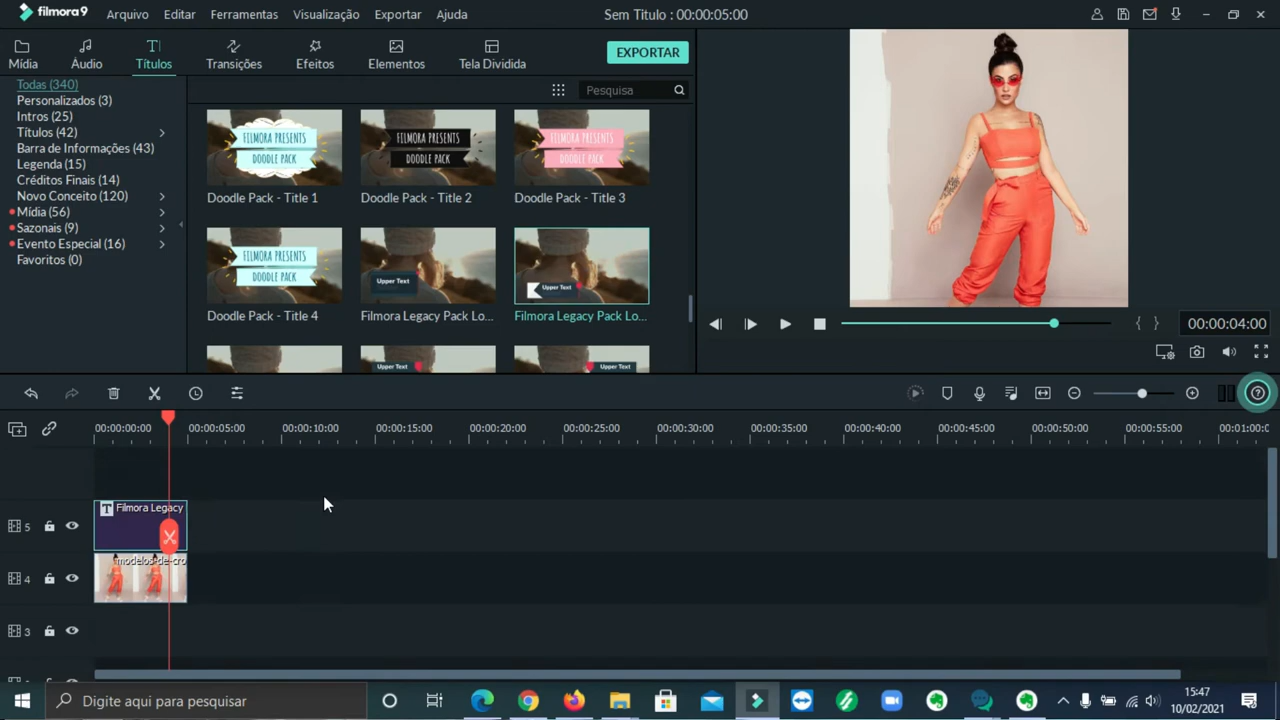 filmora9 Arquivo Editar Ferramentas Visualização Exportar Ajuda Sem Titulo : 00:00:05:00
Mídia Áudio Títulos Transições Efeitos Elementos Tela Dividida EXPORTAR
Todas (340)
Personalizados (3)
Intros (25)
Títulos (42)
Barra de Informações (43)
Legenda (15)
Créditos Finais (14)
Novo Conceito (120)
Mídia (56)
Sazonais (9)
Evento Especial (16)
Favoritos (0)
Pesquisa
FILMORA PRESENTS
DOODLE PACK
FILMORA PRESENTS
DOODLE PACK
FILMORA PRESENTS
DOODLE PACK
Doodle Pack - Title 1 Doodle Pack - Title 2 Doodle Pack - Title 3
FILMORA PRESENTS
DOODLE PACK
Upper Text
Upper Text
Doodle Pack - Title 4 Filmora Legacy Pack Lo... Filmora Legacy Pack Lo...
Upper Text Upper Text
00:00:04:00
00:00:00:00 00:00:05:00 00:00:10:00 00:00:15:00 00:00:20:00 00:00:25:00 00:00:30:00 00:00:35:00 00:00:40:00 00:00:45:00 00:00:50:00 00:00:55:00 00:01:00:0
5 T Filmora Legacy
4 modelos-de-cro
3
Digite aqui para pesquisar
15:47
10/02/2021